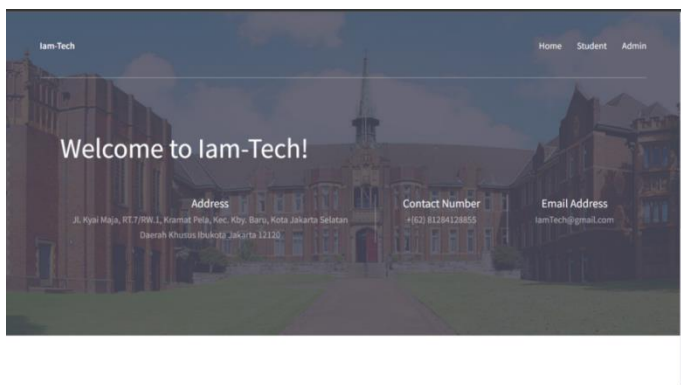 Iam-Tech
Home Student Admin
Welcome to Iam-Tech!
Address
Jl. Kyai Maja, RT.7/RW.1, Kramat Pela, Kec. Kby. Baru, Kota Jakarta Selatan
Daerah Khusus Ibukota Jakarta 12120
Contact Number
+(62) 81284128855
Email Address
IamTech@gmail.com